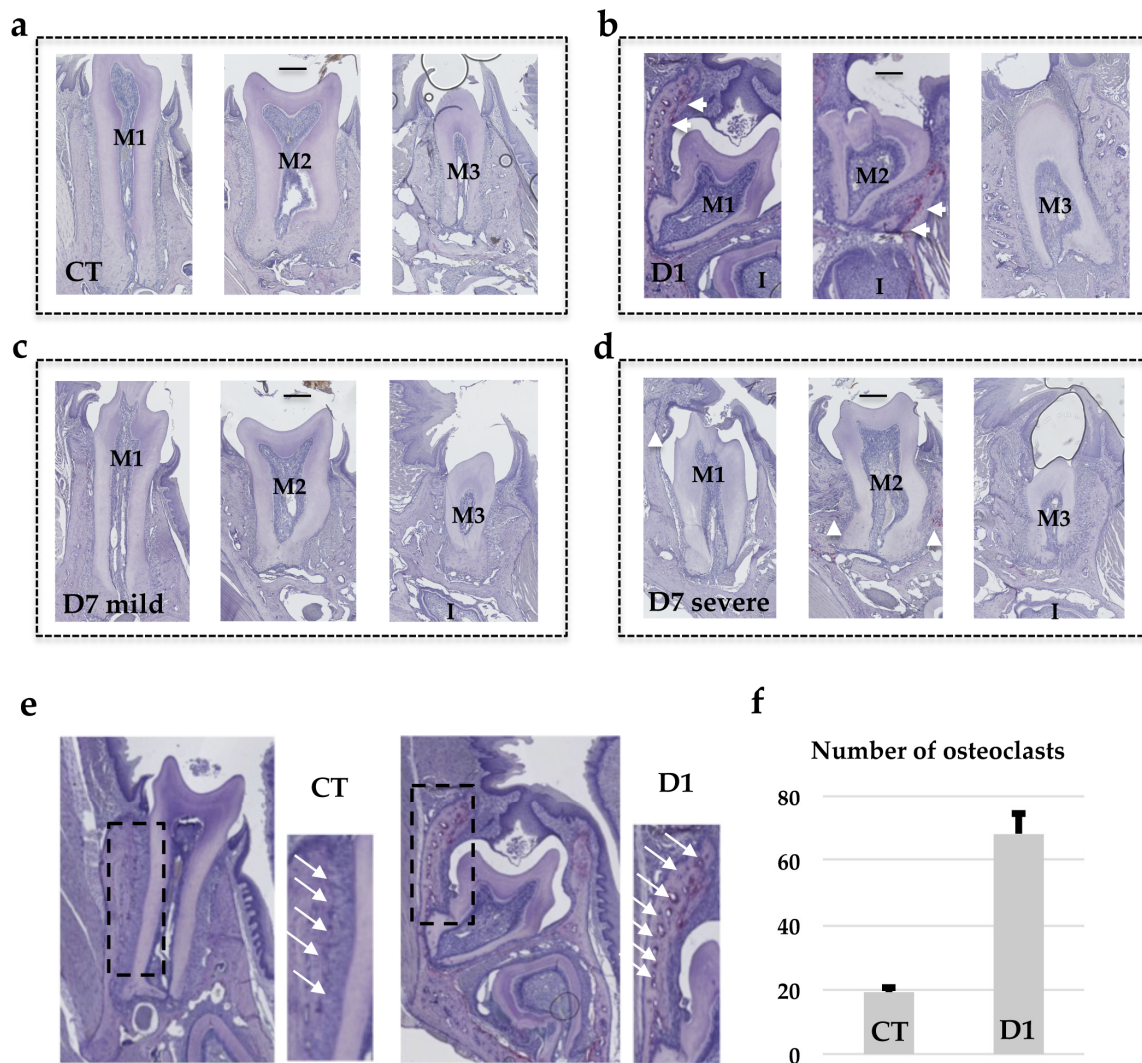 a
M1
M2
M3
CT
b
M1
M2
M3
D1
I
I
c
M1
M2
M3
D7 mild
I
d
M1
M2
M3
D7 severe
I
e
CT
D1
f
Number of osteoclasts
80
60
40
20
0
CT
D1